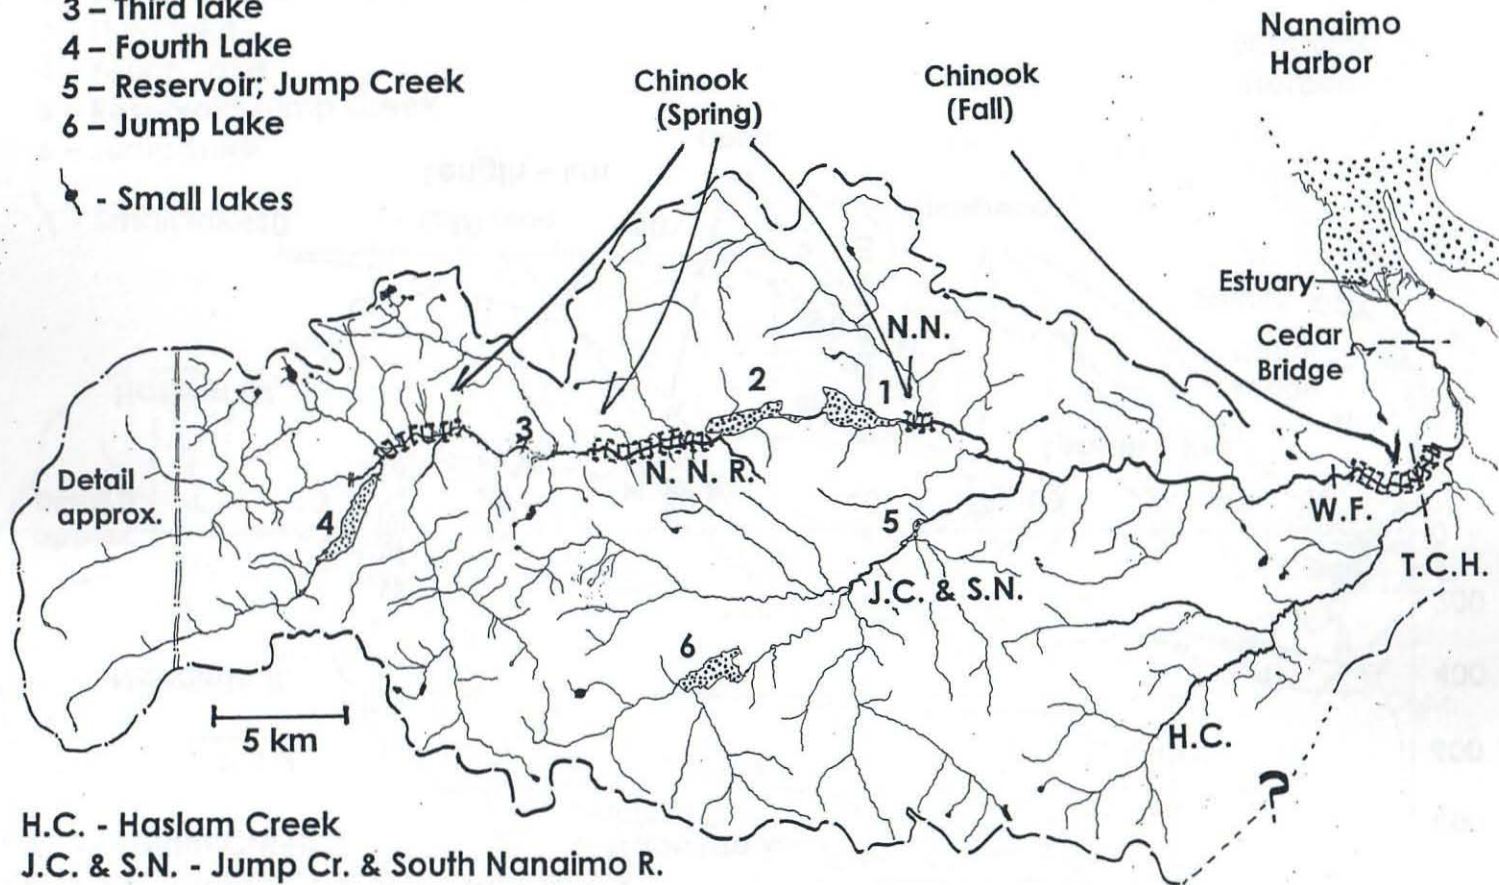 3 – Third lake
4 – Fourth Lake
5 – Reservoir; Jump Creek
6 – Jump Lake
- Small lakes
Chinook
(Spring)
Chinook
(Fall)
Nanaimo
Harbor
Estuary
Cedar
Bridge
N.N.
1
2
3
N. N. R.
4
Detail
approx.
5
J.C. & S.N.
6
W.F.
T.C.H.
H.C.
?
5 km
H.C. - Haslam Creek
J.C. & S.N. - Jump Cr. & South Nanaimo R.